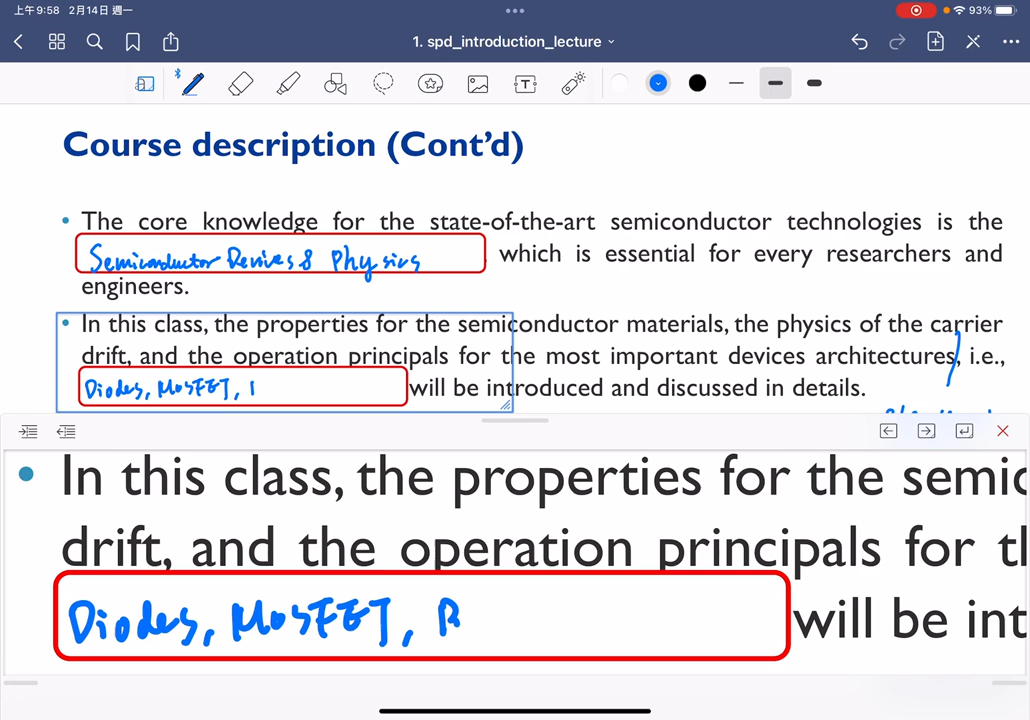 上午9:58 2月14日 週一
93%
1. spd_introduction_lecture
Course description (Cont'd)
• The core knowledge for the state-of-the-art semiconductor technologies is the
Semiconductor Devices & Physics which is essential for every researchers and
engineers.
• In this class, the properties for the semiconductor materials, the physics of the carrier
drift, and the operation principals for the most important devices architectures, i.e.,
Diodes, MOSFET, will be introduced and discussed in details.
• In this class, the properties for the semic
drift, and the operation principals for t
Diodes, MOSFET, will be int